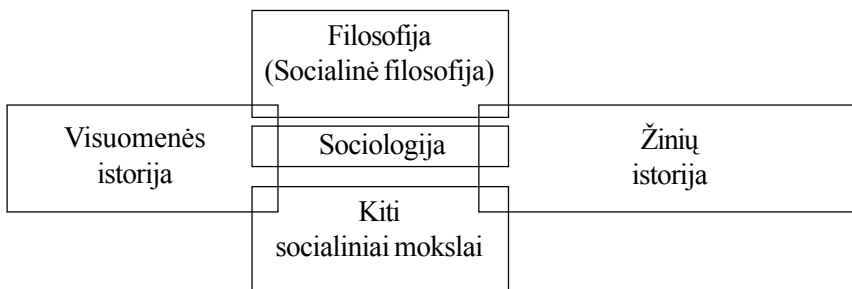 Filosofija
(Socialinė filosofija)
Visuomenės
istorija
Sociologija
Žinių
istorija
Kiti
socialiniai mokslai